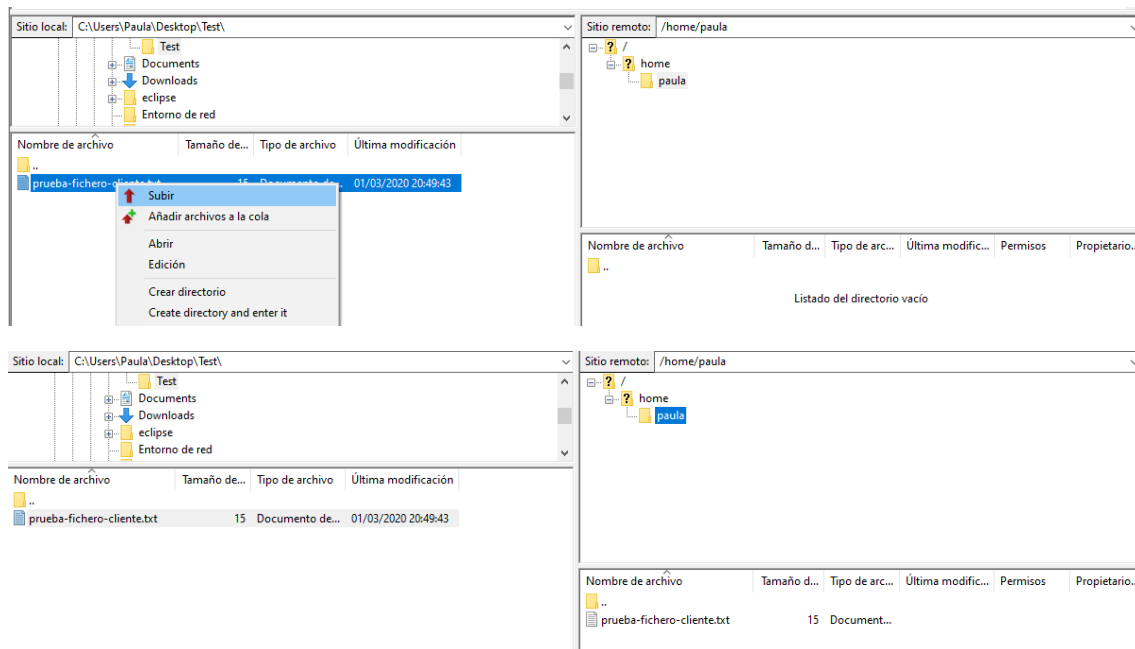 Sitio local: C:\Users\Paula\Desktop\Test\
Test
Documents
Downloads
eclipse
Entorno de red
Nombre de archivo Tamaño de... Tipo de archivo Última modificación
..
prueba-fichero-cliente.txt 15 Documento de... 01/03/2020 20:49:43
Subir
Añadir archivos a la cola
Abrir
Edición
Crear directorio
Create directory and enter it
Sitio remoto: /home/paula
/
home
paula
Nombre de archivo Tamaño d... Tipo de arc... Última modific... Permisos Propietario..
..
Listado del directorio vacío
Sitio local: C:\Users\Paula\Desktop\Test\
Test
Documents
Downloads
eclipse
Entorno de red
Nombre de archivo Tamaño de... Tipo de archivo Última modificación
..
prueba-fichero-cliente.txt 15 Documento de... 01/03/2020 20:49:43
Sitio remoto: /home/paula
/
home
paula
Nombre de archivo Tamaño d... Tipo de arc... Última modific... Permisos Propietario..
..
prueba-fichero-cliente.txt 15 Document...